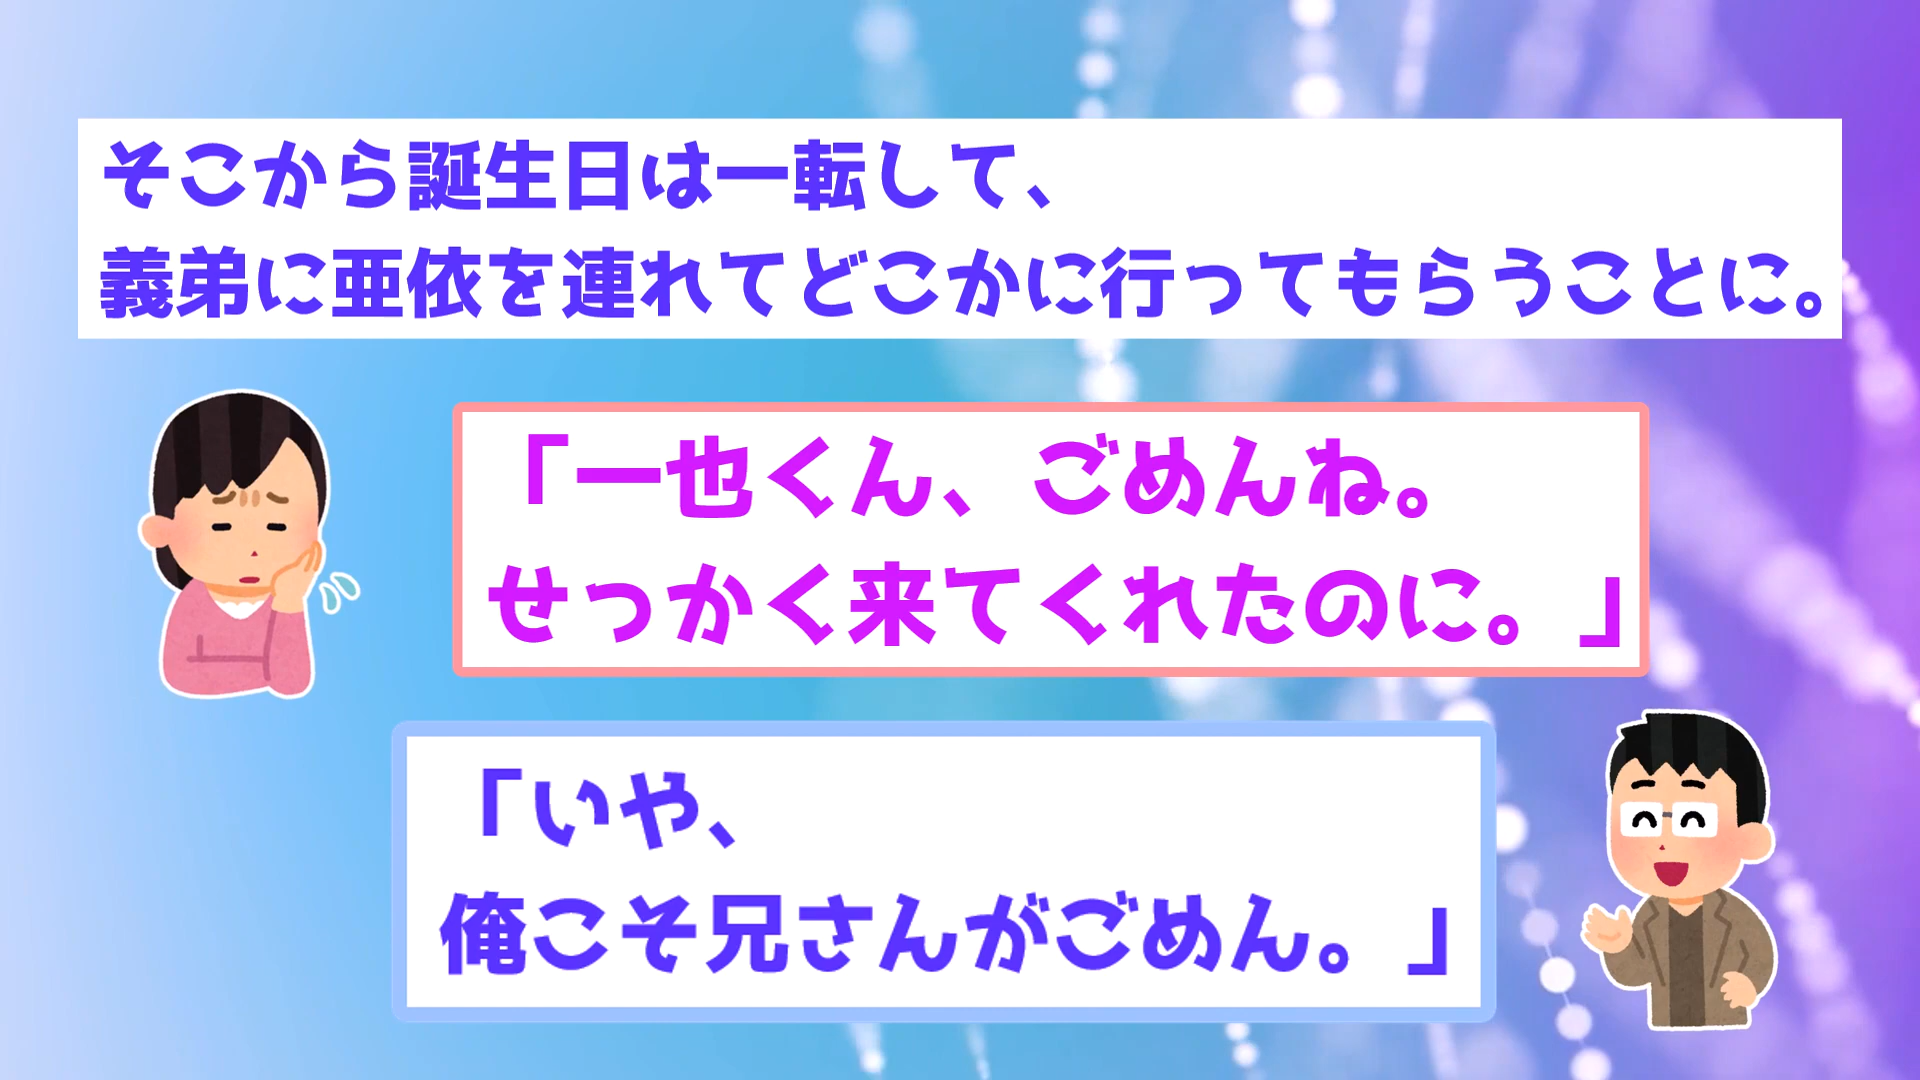 そこから誕生日は一転して、
義弟に亜依を連れてどこかに行ってもらうことに。
「一也くん、ごめんね。
せっかく来てくれたのに。」
「いや、
俺こそ兄さんがごめん。」